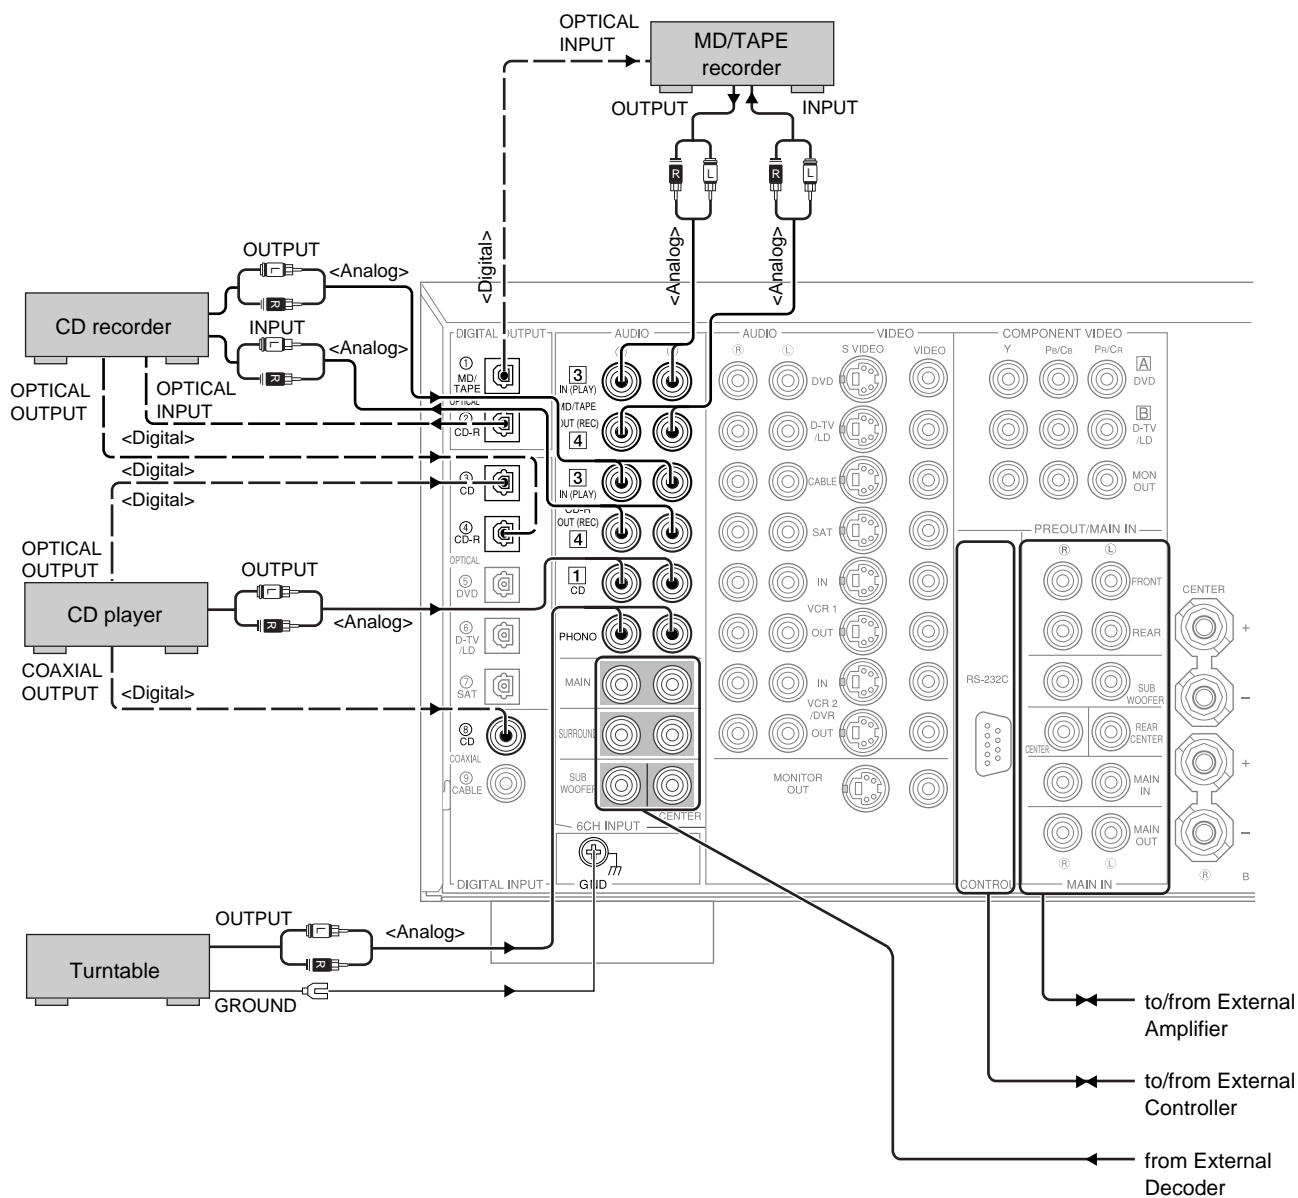 OPTICAL
INPUT
MD/TAPE
recorder
OUTPUT
INPUT
R
L
R
L
<Digital>
<Analog>
<Analog>
OUTPUT
L
R
<Analog>
INPUT
L
R
<Analog>
CD recorder
OPTICAL
OUTPUT
OPTICAL
INPUT
<Digital>
<Digital>
<Digital>
OPTICAL
OUTPUT
CD player
OUTPUT
L
R
<Analog>
COAXIAL
OUTPUT
<Digital>
DIGITAL OUTPUT
① MD/
TAPE
OPTICAL
② CD-R
③ CD
④ CD-R
OPTICAL
⑤ DVD
⑥ D-TV
/LD
⑦ SAT
⑧ CD
COAXIAL
⑨ CABLE
DIGITAL INPUT
AUDIO
3
IN (PLAY)
MD/TAPE
OUT (REC)
4
3
IN (PLAY)
CD-R
OUT (REC)
4
1
CD
PHONO
MAIN
SURROUND
SUB
WOOFER
CENTER
6CH INPUT
GND
AUDIO
VIDEO
R
L
S VIDEO
VIDEO
DVD
D-TV
/LD
CABLE
SAT
IN
VCR 1
OUT
IN
VCR 2
/DVR
OUT
MONITOR
OUT
COMPONENT VIDEO
Y
PB/CB
PR/CR
A
DVD
B
D-TV
/LD
MON
OUT
PREOUT/MAIN IN
R
L
FRONT
REAR
SUB
WOOFER
CENTER
REAR
CENTER
MAIN
IN
MAIN
OUT
R
L
MAIN IN
RS-232C
CONTROL
CENTER
+
−
+
−
R
B
OUTPUT
L
R
<Analog>
Turntable
GROUND
to/from External
Amplifier
to/from External
Controller
from External
Decoder